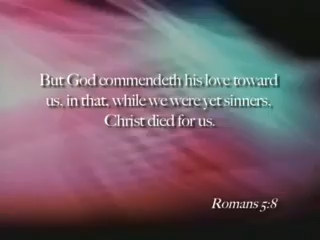 But God commendeth his love toward
us, in that, while we were yet sinners,
Christ died for us.
Romans 5:8